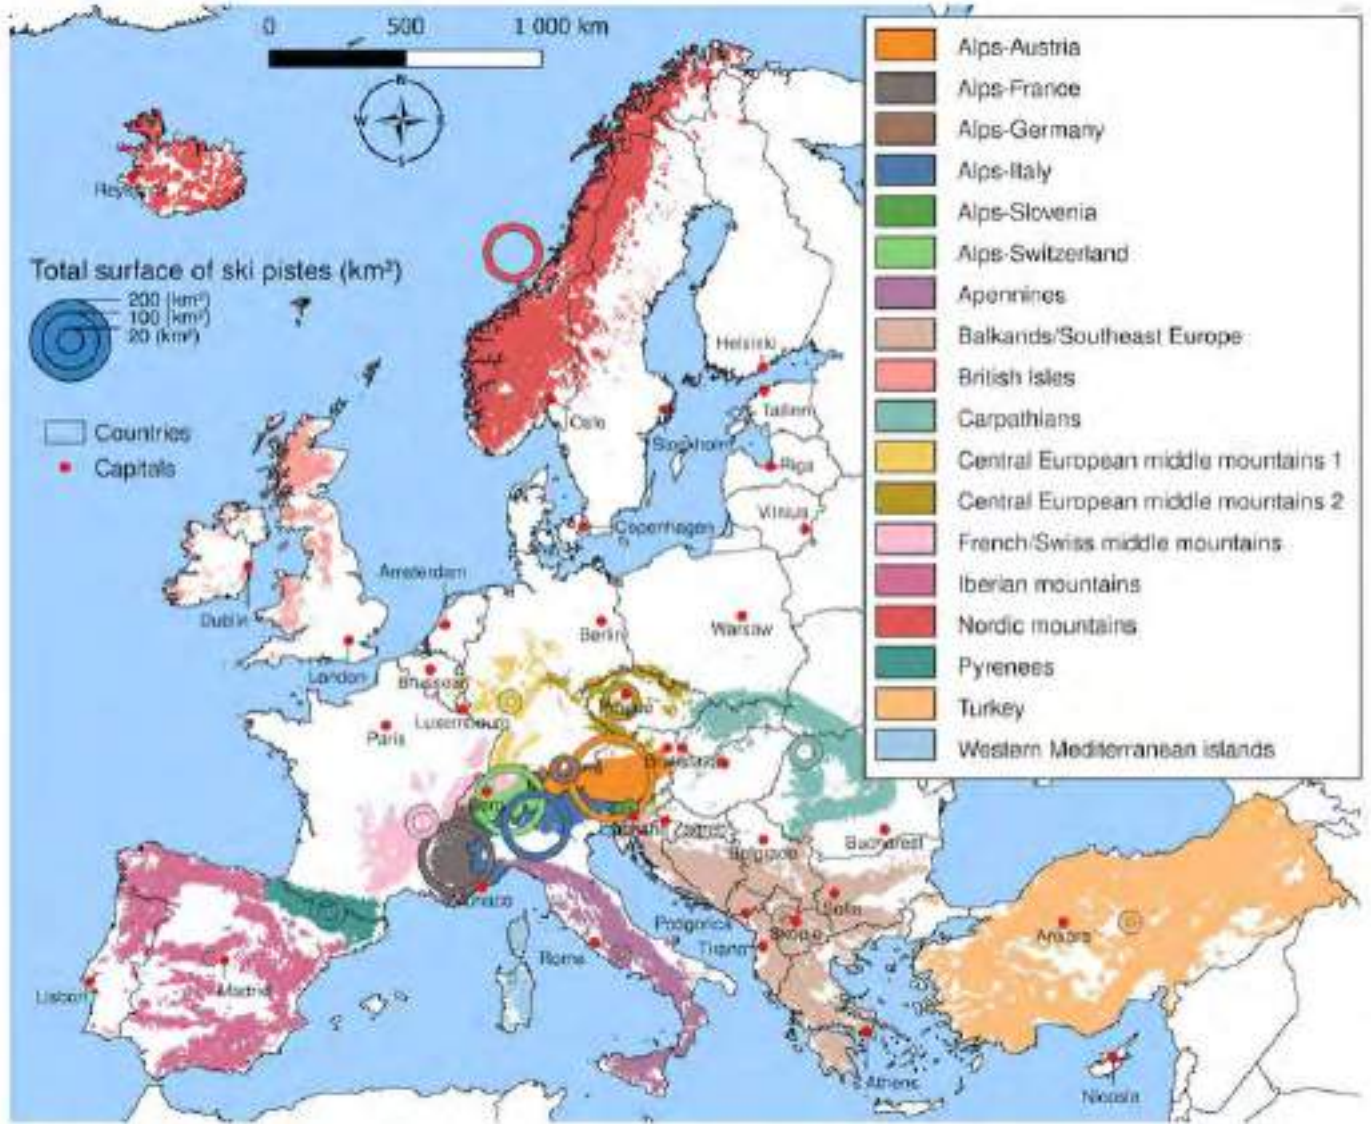 0 500 1 000 km
N
W
S
Alps-Austria
Alps-France
Alps-Germany
Alps-Italy
Alps-Slovenia
Alps-Switzerland
Apennines
Balkands/Southeast Europe
British Isles
Carpathians
Central European middle mountains 1
Central European middle mountains 2
French/Swiss middle mountains
Iberian mountains
Nordic mountains
Pyrenees
Turkey
Western Mediterranean islands
Total surface of ski pistes (km²)
200 (km²)
100 (km²)
20 (km²)
Countries
Capitals
Helsinki
Tallinn
Oslo
Stockholm
Riga
Vilnius
Copenhagen
Amsterdam
Dublin
London
Berlin
Warsaw
Brussels
Luxembourg
Prague
Paris
Zagreb
Belgrade
Bucharest
Podgorica
Sofia
Skopje
Tirana
Rome
Ankara
Lisbon
Madrid
Athens
Nicosia